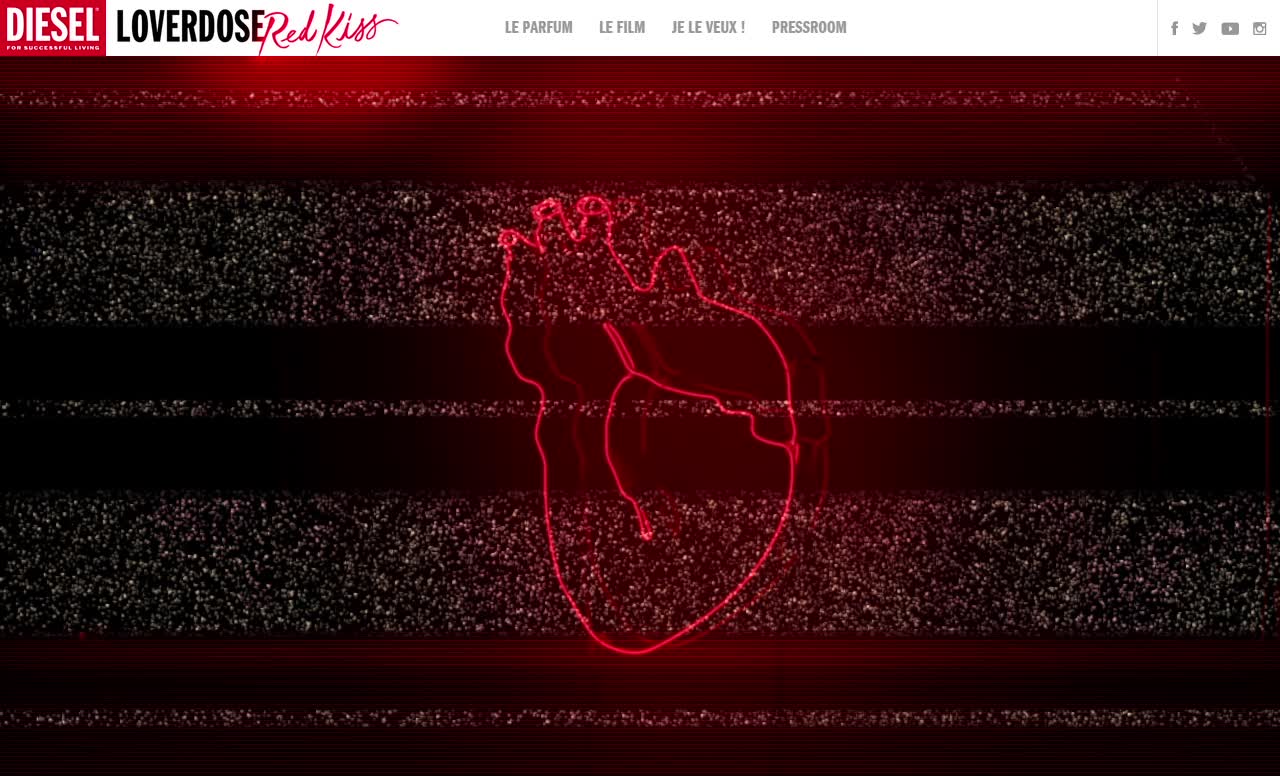 DIESEL
FOR SUCCESSFUL LIVING
LOVERDOSE Red Kiss
LE PARFUM LE FILM JE LE VEUX ! PRESSROOM